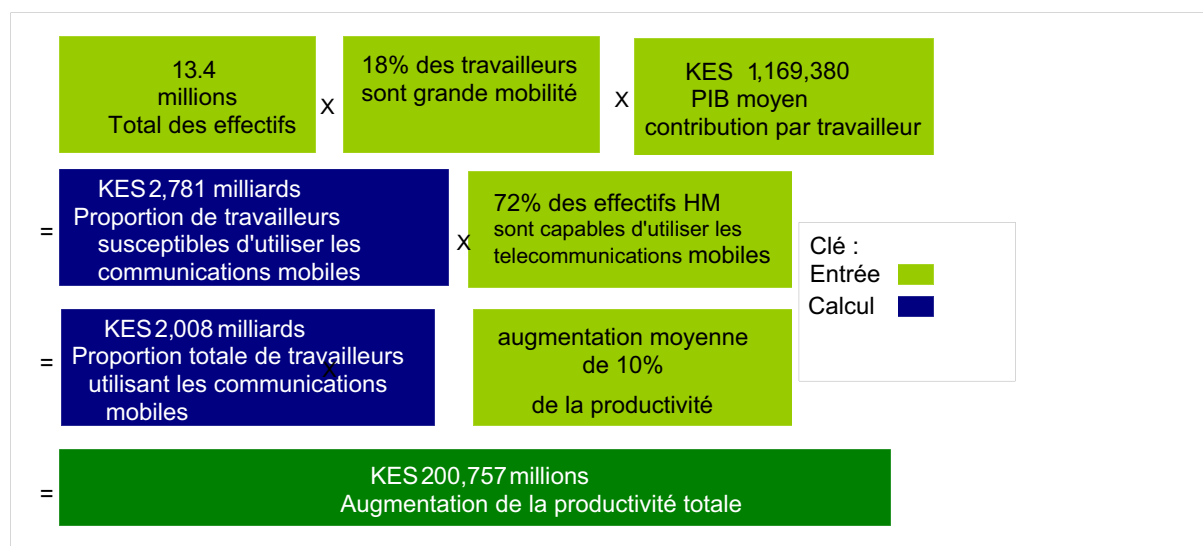 13.4
millions
Total des effectifs
X
18% des travailleurs
sont grande mobilité
X
KES 1,169,380
PIB moyen
contribution par travailleur
=
KES 2,781 milliards
Proportion de travailleurs
susceptibles d'utiliser les
communications mobiles
X
72% des effectifs HM
sont capables d'utiliser les
telecommunications mobiles
=
KES 2,008 milliards
Proportion totale de travailleurs
utilisant les communications
mobiles
X
augmentation moyenne
de 10%
de la productivité
=
KES 200,757 millions
Augmentation de la productivité totale
Clé :
Entrée
Calcul